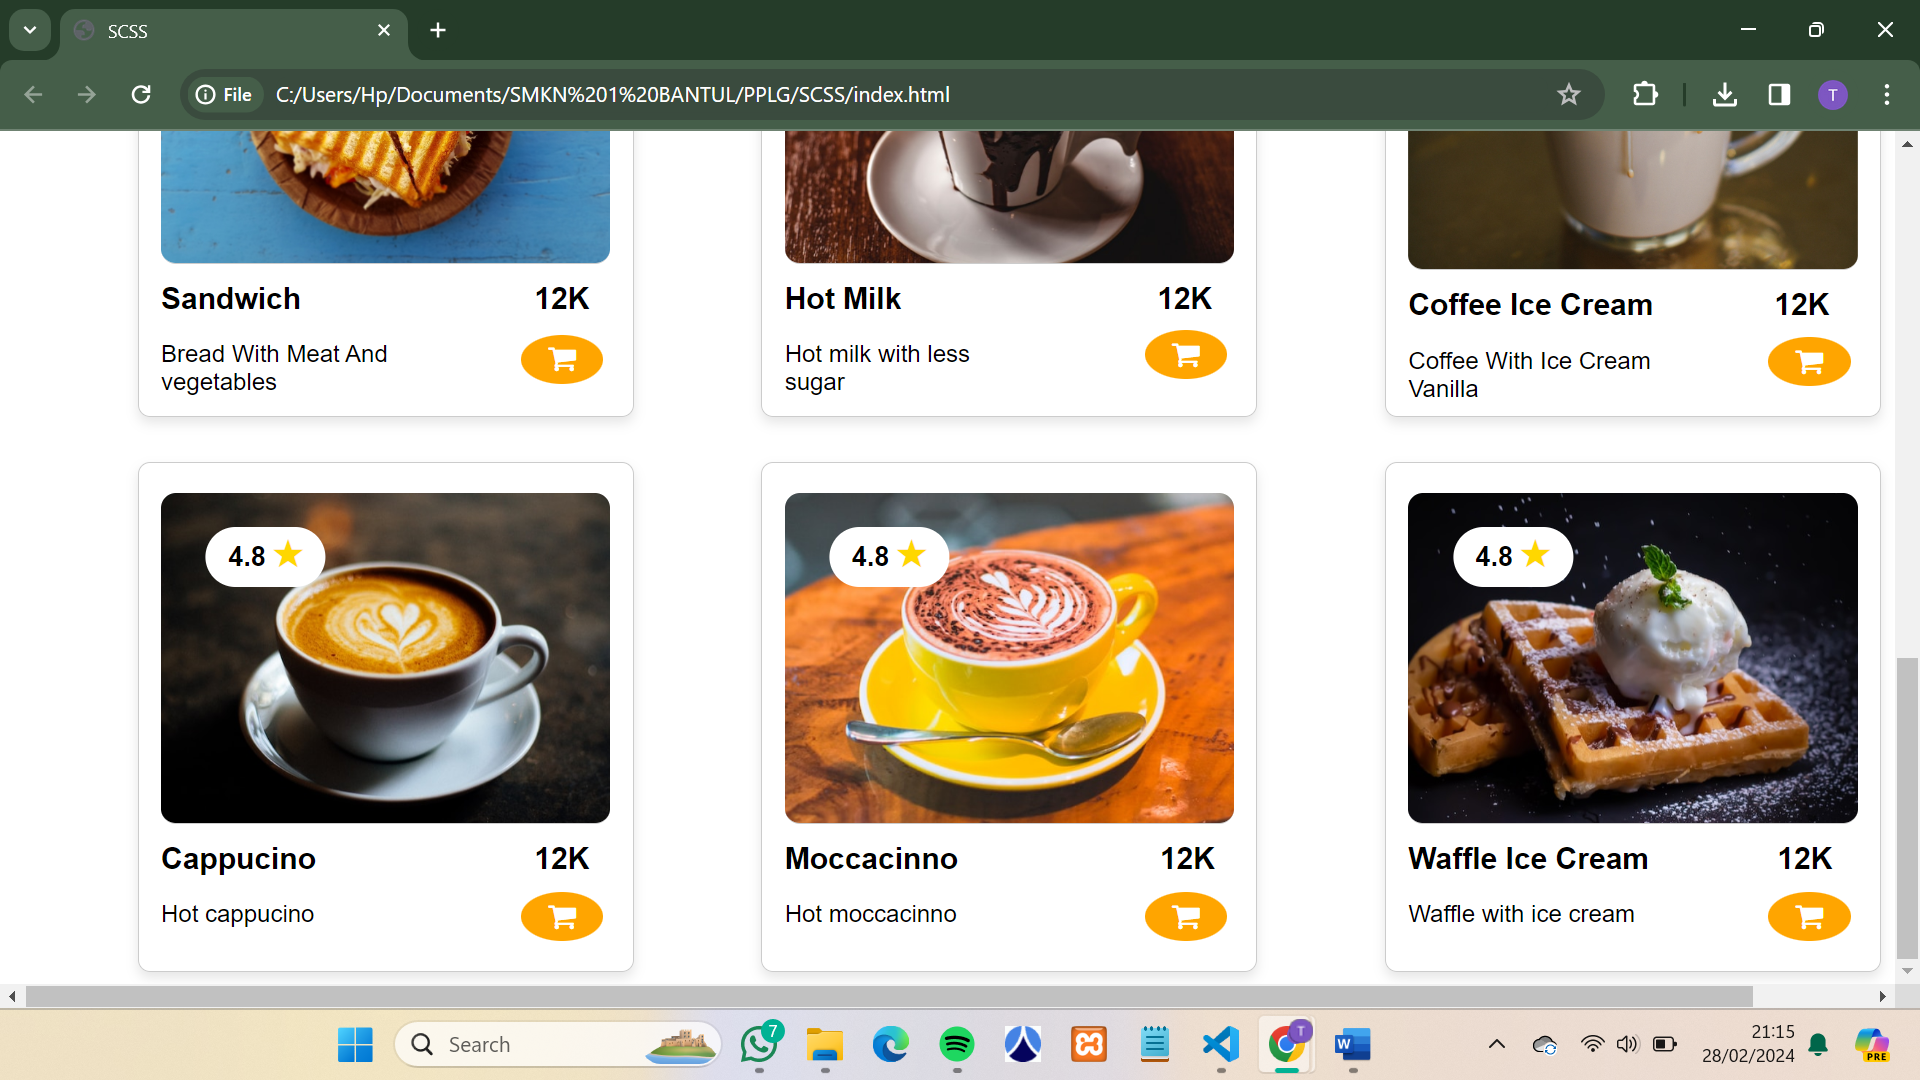 SCSS
File C:/Users/Hp/Documents/SMKN%201%20BANTUL/PPLG/SCSS/index.html
T
Sandwich 12K
Bread With Meat And
vegetables
Hot Milk 12K
Hot milk with less
sugar
Coffee Ice Cream 12K
Coffee With Ice Cream
Vanilla
4.8
Cappucino 12K
Hot cappucino
4.8
Moccacinno 12K
Hot moccacinno
4.8
Waffle Ice Cream 12K
Waffle with ice cream
Search
7
T
W
21:15
28/02/2024
PRE